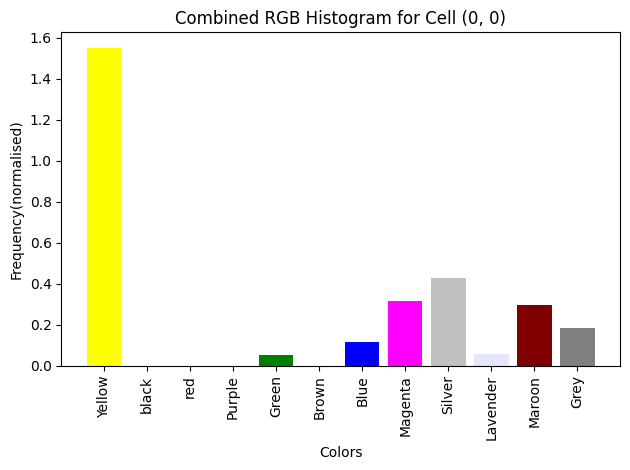 Combined RGB Histogram for Cell (0, 0)
Frequency(normalised)
1.6
1.4
1.2
1.0
0.8
0.6
0.4
0.2
0.0
Yellow
black
red
Purple
Green
Brown
Blue
Magenta
Silver
Lavender
Maroon
Grey
Colors